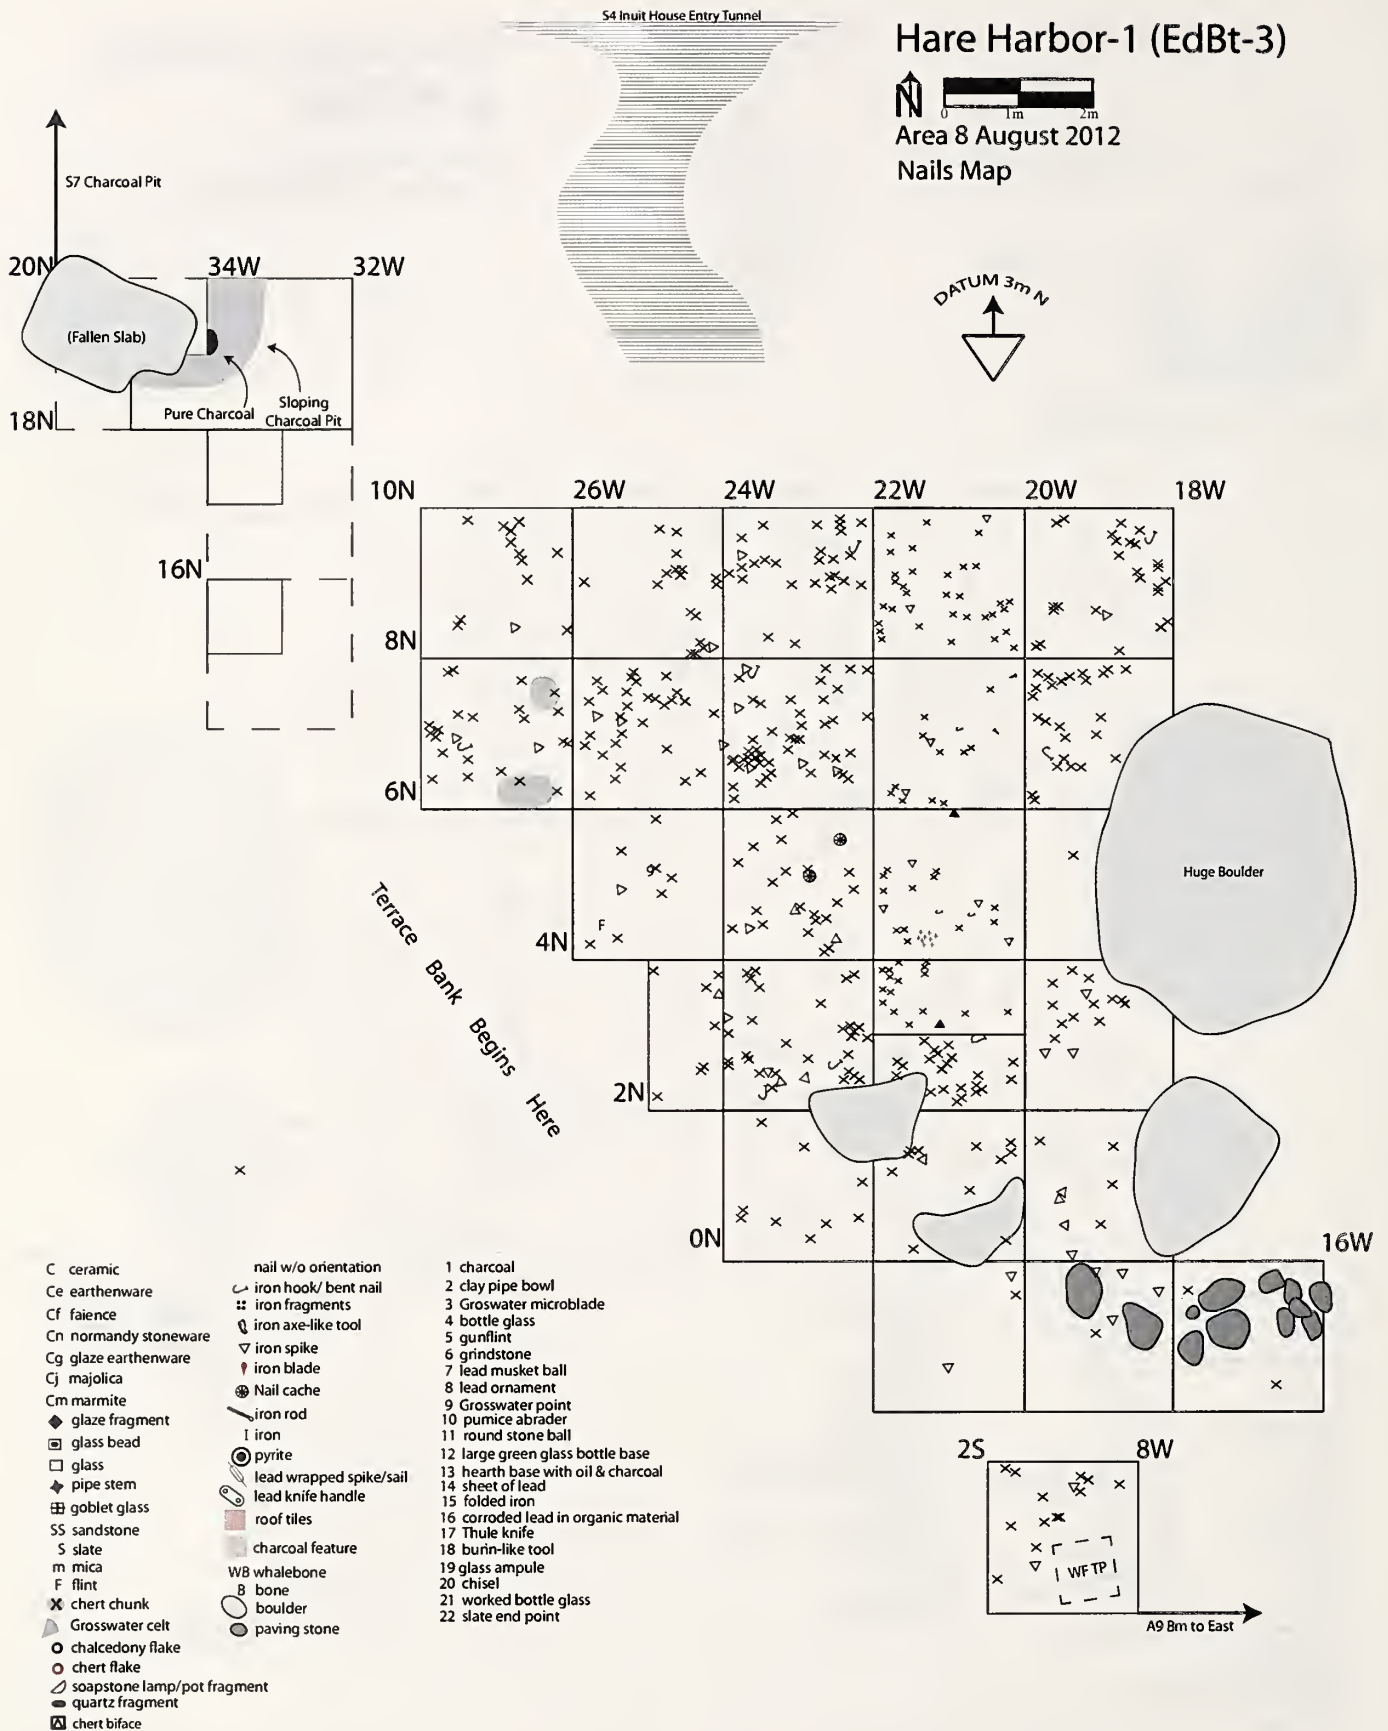 S4 Inuit House Entry Tunnel
Hare Harbor-1 (EdBt-3)
N
0 1m 2m
Area 8 August 2012
Nails Map
S7 Charcoal Pit
20N 34W 32W
(Fallen Slab)
DATUM 3m N
Pure Charcoal
Sloping
Charcoal Pit
18N
16N
10N 26W 24W 22W 20W 18W
8N
6N
Huge Boulder
F
4N
Terrace Bank Begins Here
2N
0N
16W
2S 8W
WF TP
A9 8m to East
C ceramic
Ce earthenware
Cf faience
Cn normandy stoneware
Cg glaze earthenware
Cj majolica
Cm marmite
glaze fragment
glass bead
glass
pipe stem
goblet glass
SS sandstone
S slate
m mica
F flint
chert chunk
Grosswater celt
chalcedony flake
chert flake
soapstone lamp/pot fragment
quartz fragment
chert biface
nail w/o orientation
iron hook/ bent nail
iron fragments
iron axe-like tool
iron spike
iron blade
Nail cache
iron rod
I iron
pyrite
lead wrapped spike/sail
lead knife handle
roof tiles
charcoal feature
WB whalebone
B bone
boulder
paving stone
1 charcoal
2 clay pipe bowl
3 Groswater microblade
4 bottle glass
5 gunflint
6 grindstone
7 lead musket ball
8 lead ornament
9 Grosswater point
10 pumice abrader
11 round stone ball
12 large green glass bottle base
13 hearth base with oil & charcoal
14 sheet of lead
15 folded iron
16 corroded lead in organic material
17 Thule knife
18 burin-like tool
19 glass ampule
20 chisel
21 worked bottle glass
22 slate end point